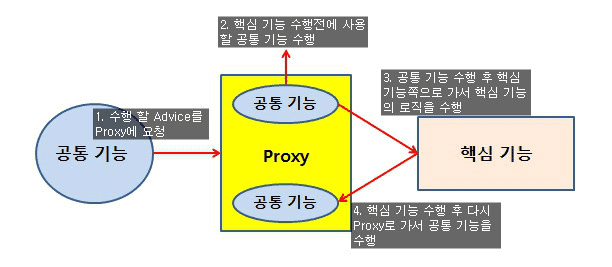 2. 핵심 기능 수행전에 사용
할 공통 기능 수행
3. 공통 기능 수행 후 핵심
기능쪽으로 가서 핵심 기능
의 로직을 수행
1. 수행 할 Advice를
Proxy에 요청
공통 기능
공통 기능
Proxy
핵심 기능
공통 기능
4. 핵심 기능 수행 후 다시
Proxy로 가서 공통 기능을
수행